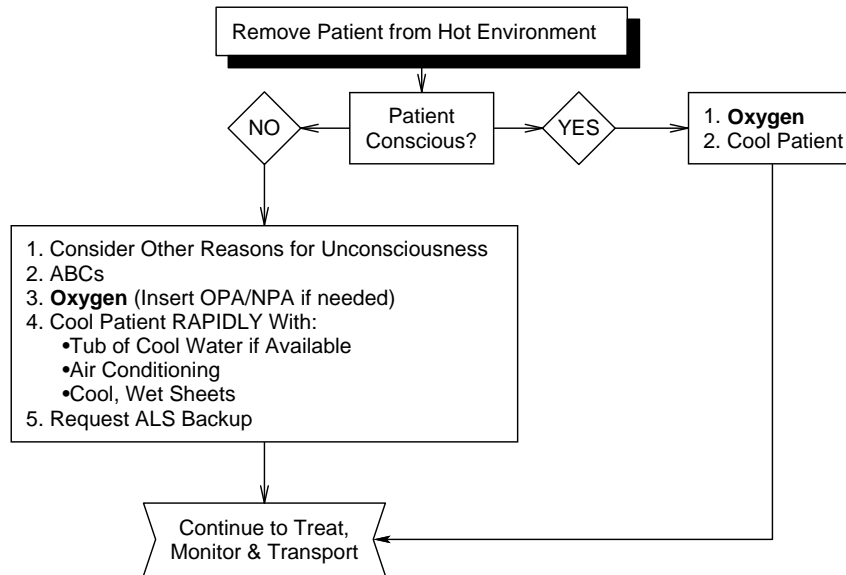 Remove Patient from Hot Environment
NO
Patient
Conscious?
YES
1. Oxygen
2. Cool Patient
1. Consider Other Reasons for Unconsciousness
2. ABCs
3. Oxygen (Insert OPA/NPA if needed)
4. Cool Patient RAPIDLY With:
•Tub of Cool Water if Available
•Air Conditioning
•Cool, Wet Sheets
5. Request ALS Backup
Continue to Treat,
Monitor & Transport